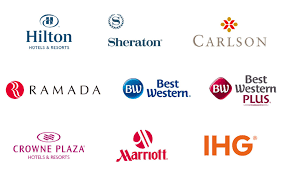 Hilton
HOTELS & RESORTS
S
Sheraton
CARLSON
R RAMADA
BW Best
Western®
BW Best
Western
PLUS
CROWNE PLAZA
HOTELS & RESORTS
Marriott
IHG®